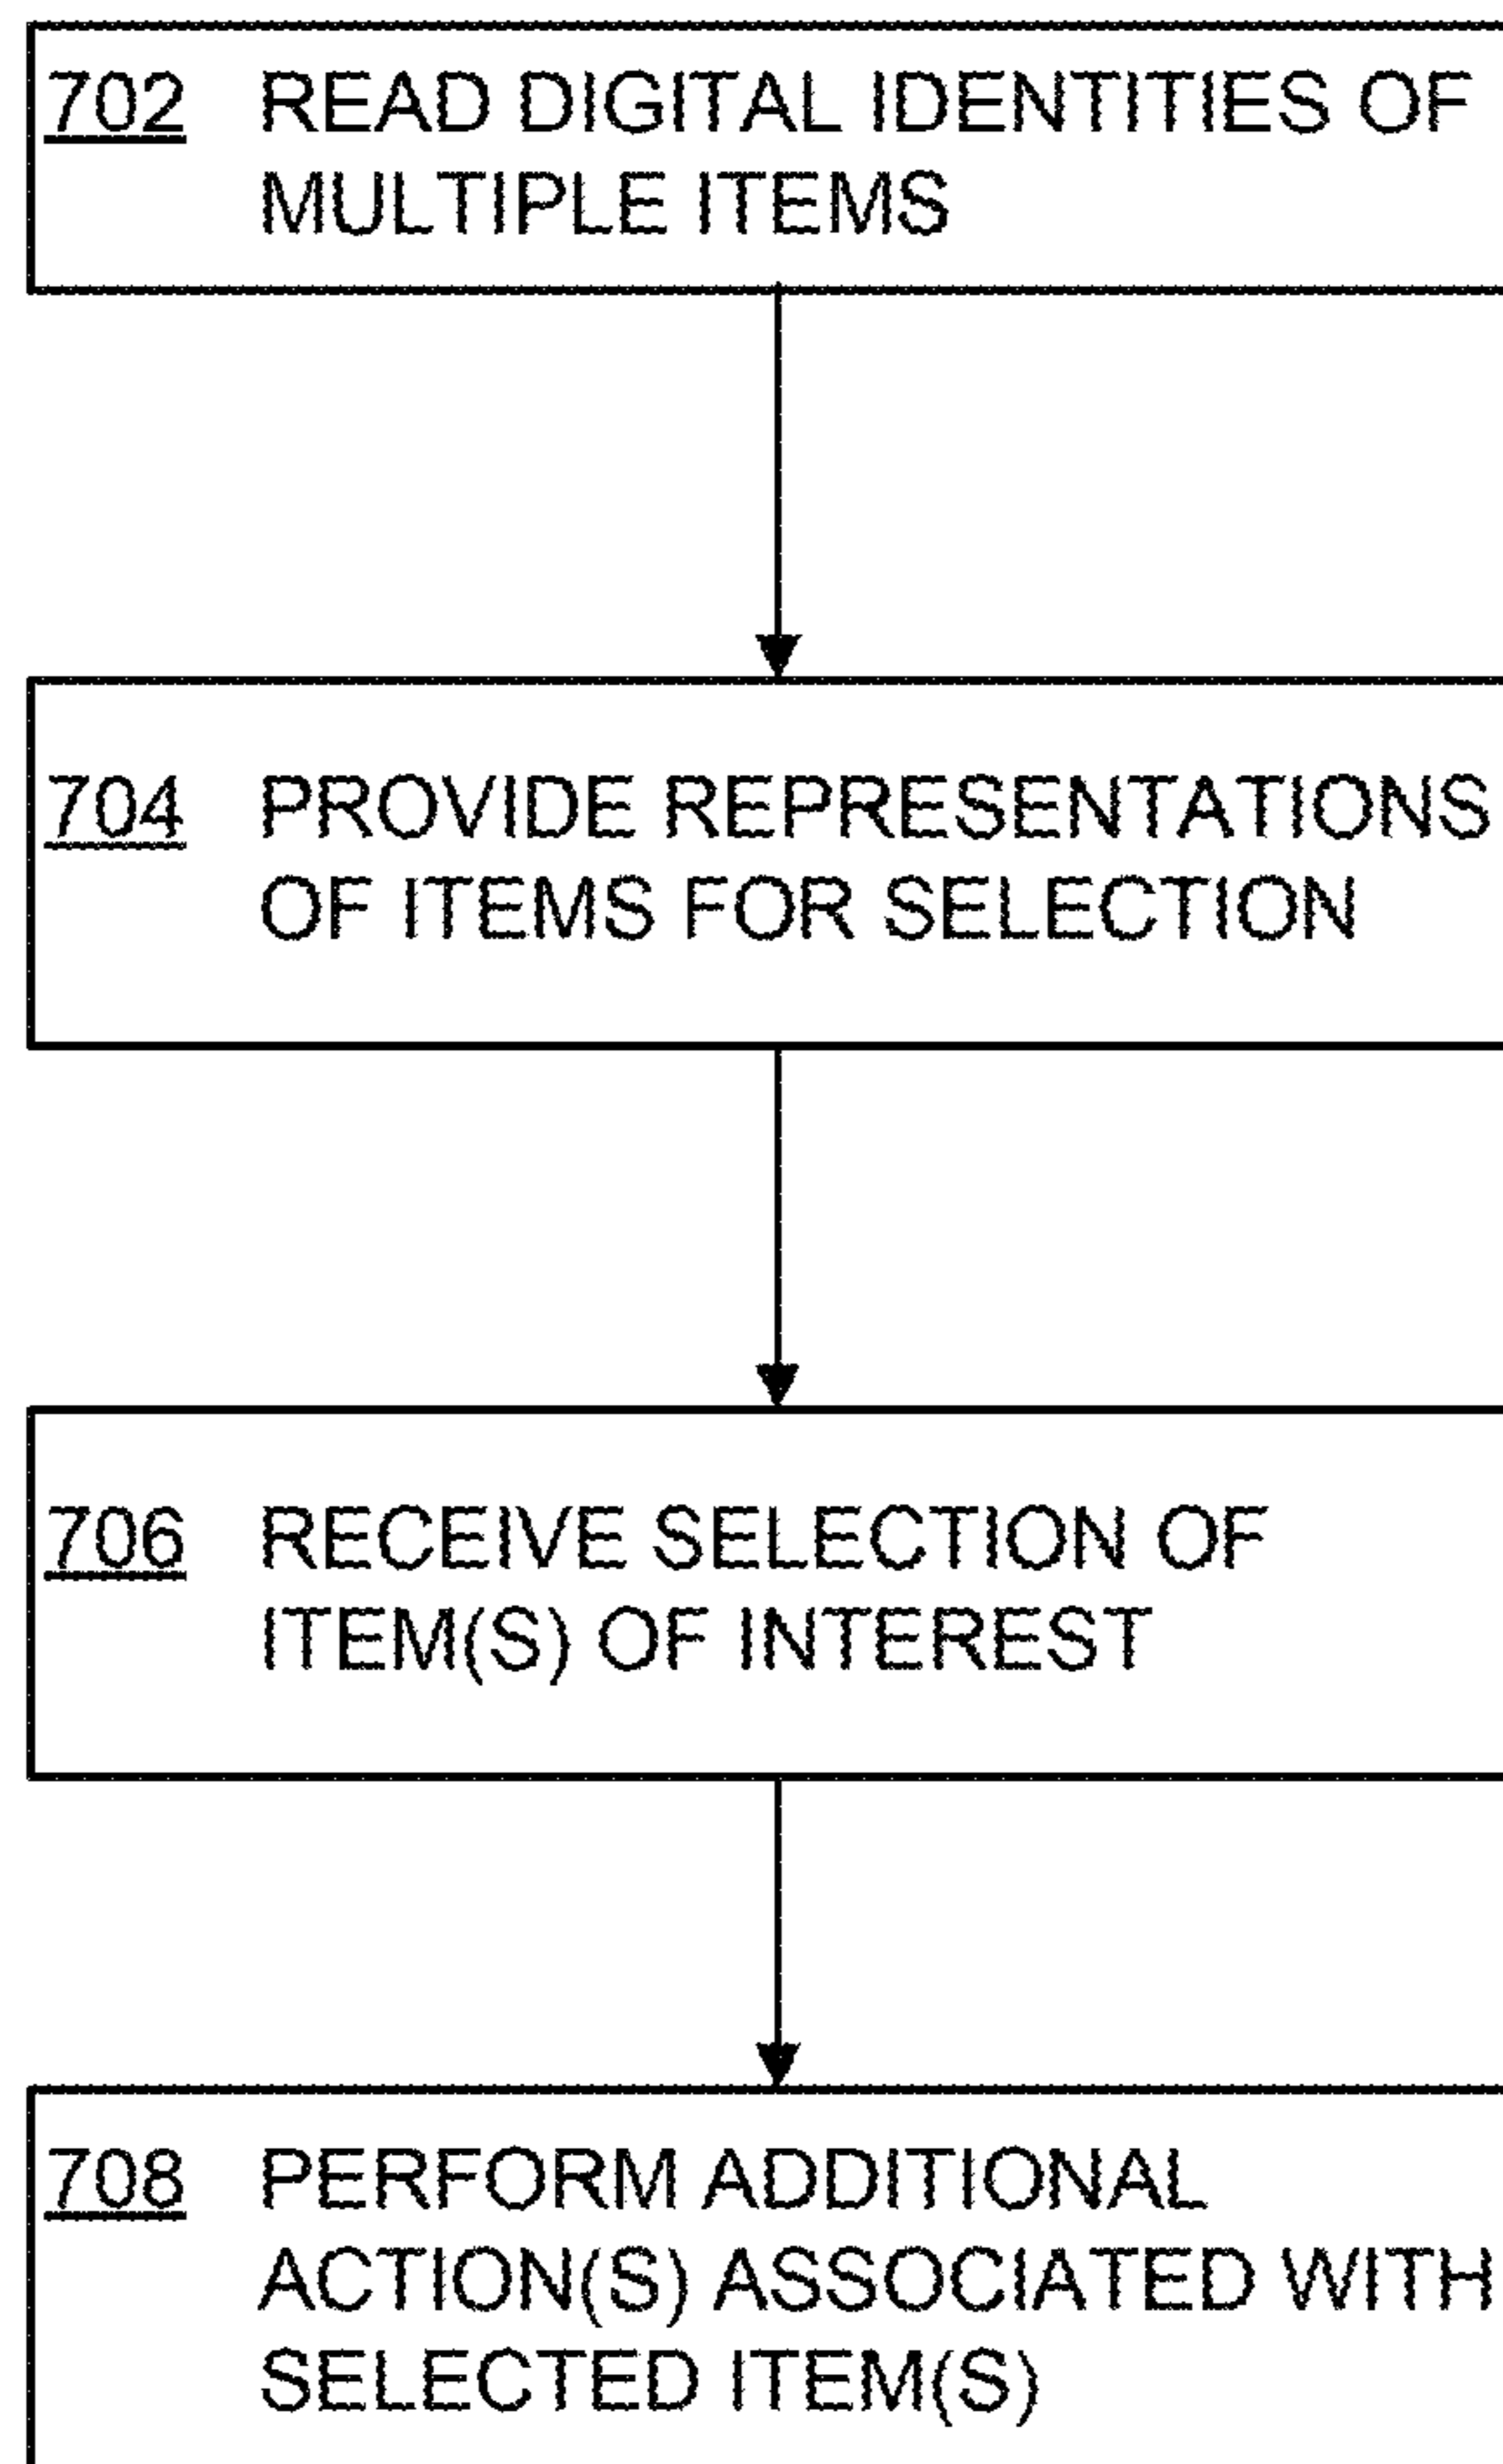 702 READ DIGITAL IDENTITIES OF
MULTIPLE ITEMS
704 PROVIDE REPRESENTATIONS
OF ITEMS FOR SELECTION
706 RECEIVE SELECTION OF
ITEM(S) OF INTEREST
708 PERFORM ADDITIONAL
ACTION(S) ASSOCIATED WITH
SELECTED ITEM(S)